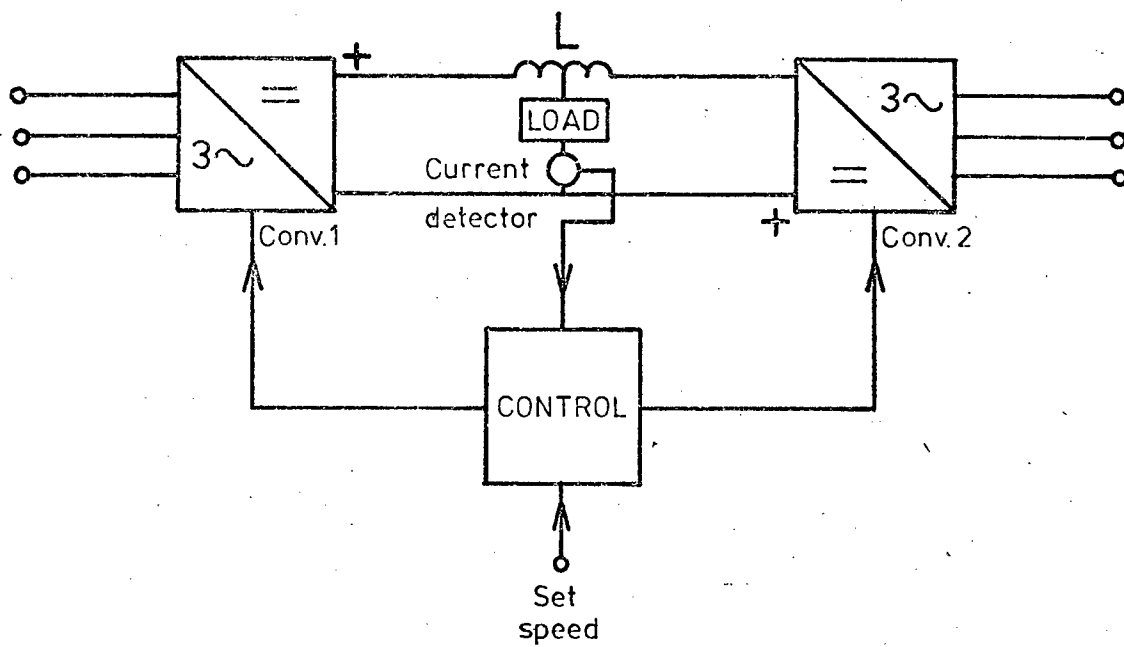 L
+
=
3~
LOAD
Current
detector
Conv.1
3~
=
+
Conv.2
CONTROL
Set
speed